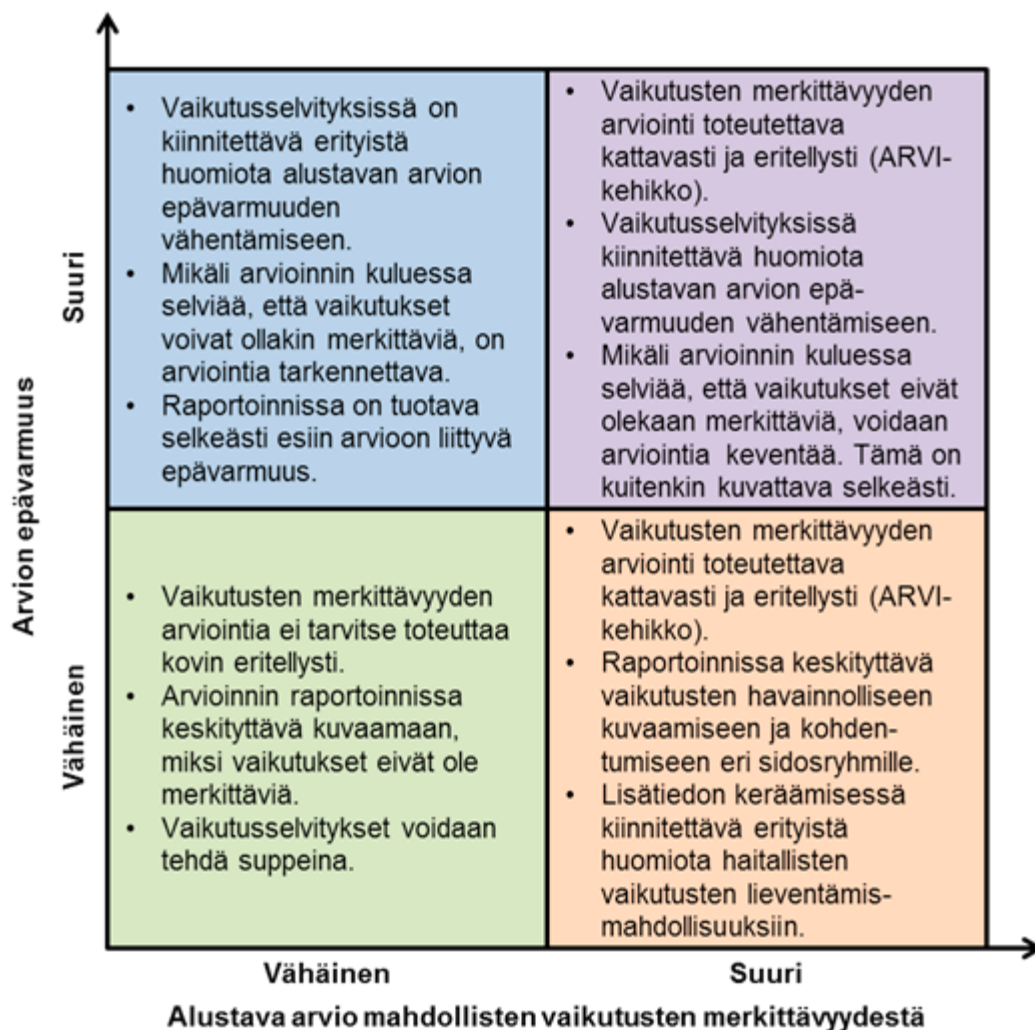 Arvion epävarmuus
Suuri
• Vaikutusselvityksissä on
kiinnitettävä erityistä
huomiota alustavan arvion
epävarmuuden
vähentämiseen.
• Mikäli arvioinnin kuluessa
selviää, että vaikutukset
voivat ollakin merkittäviä, on
arviointia tarkennettava.
• Raportoinnissa on tuotava
selkeästi esiin arvioon liittyvä
epävarmuus.
• Vaikutusten merkittävyyden
arviointi toteutettava
kattavasti ja eritellysti (ARVI-
kehikko).
• Vaikutusselvityksissä
kiinnitettävä huomiota
alustavan arvion epä-
varmuuden vähentämiseen.
• Mikäli arvioinnin kuluessa
selviää, että vaikutukset eivät
olekaan merkittäviä, voidaan
arviointia keventää. Tämä on
kuitenkin kuvattava selkeästi.
Vähäinen
• Vaikutusten merkittävyyden
arviointia ei tarvitse toteuttaa
kovin eritellysti.
• Arvioinnin raportoinnissa
keskityttävä kuvaamaan,
miksi vaikutukset eivät ole
merkittäviä.
• Vaikutusselvitykset voidaan
tehdä suppeina.
• Vaikutusten merkittävyyden
arviointi toteutettava
kattavasti ja eritellysti (ARVI-
kehikko).
• Raportoinnissa keskityttävä
vaikutusten havainnolliseen
kuvaamiseen ja kohden-
tumiseen eri sidosryhmille.
• Lisätiedon keräämisessä
kiinnitettävä erityistä
huomiota haitallisten
vaikutusten lieventämis-
mahdollisuuksiin.
Vähäinen
Suuri
Alustava arvio mahdollisten vaikutusten merkittävyydestä